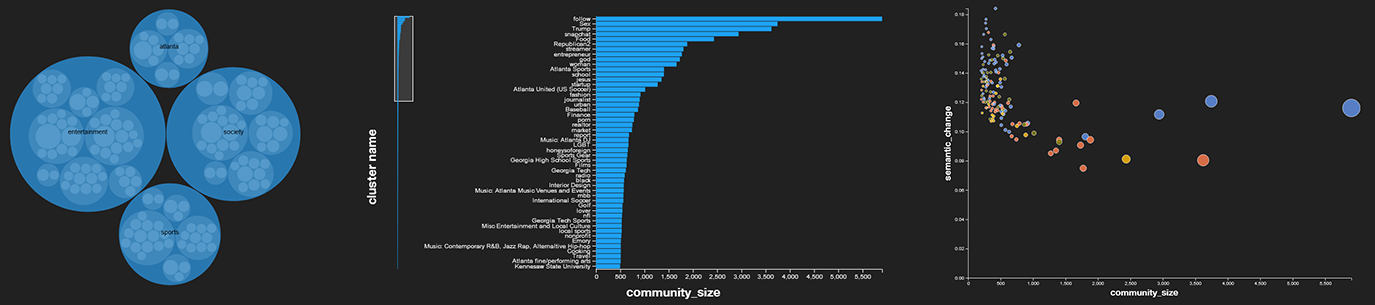 atlanta
entertainment
society
sports
cluster name
follow
Sex
Trump
snapchat
Food
Republican2
streamer
entrepreneur
god
woman
Atlanta Sports
school
jesus
startup
Atlanta United (US Soccer)
fashion
journalist
urban
Baseball
Finance
porn
realtor
market
report
Music: Atlanta DJ
LGBT
honeysoforeign
Sports Gear
Georgia High School Sports
Films
Georgia Tech
radio
black
Interior Design
Music: Atlanta Music Venues and Events
mbb
International Soccer
Golf
lover
nfl
Georgia Tech Sports
Misc Entertainment and Local Culture
local sports
nonprofit
Emory
Music: Contemporary R&B, Jazz Rap, Alternative Hip-hop
Cooking
Travel
Atlanta fine/performing arts
Kennesaw State University
0 500 1,000 1,500 2,000 2,500 3,000 3,500 4,000 4,500 5,000 5,500
community_size
semantic_change
0.18
0.16
0.14
0.12
0.10
0.08
0.06
0.04
0.02
0.00
0 500 1,000 1,500 2,000 2,500 3,000 3,500 4,000 4,500 5,000 5,500
community_size